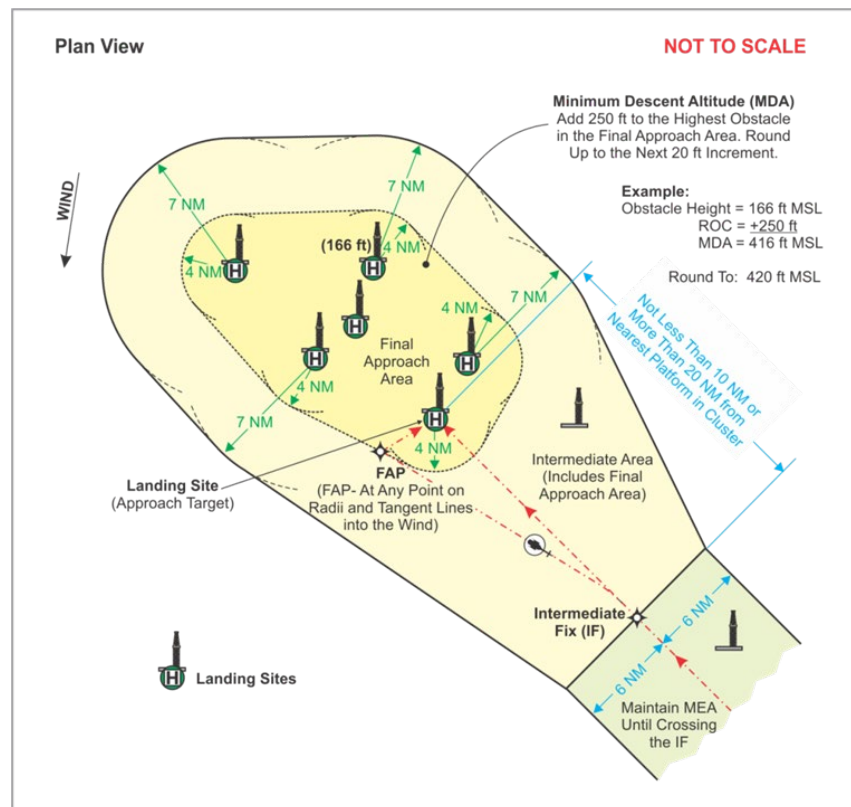 Plan View
NOT TO SCALE
Minimum Descent Altitude (MDA)
Add 250 ft to the Highest Obstacle
in the Final Approach Area. Round
Up to the Next 20 ft Increment.
Example:
Obstacle Height = 166 ft MSL
ROC = +250 ft
MDA = 416 ft MSL
Round To: 420 ft MSL
WIND
7 NM
7 NM
(166 ft)
4 NM
H
H
4 NM
H
4 NM
7 NM
H
H
Final
Approach
Area
4 NM
7 NM
H
4 NM
Not Less Than 10 NM or
More Than 20 NM from
Nearest Platform in Cluster
Landing Site
(Approach Target)
FAP
(FAP- At Any Point on
Radii and Tangent Lines
into the Wind)
Intermediate Area
(Includes Final
Approach Area)
Intermediate
Fix (IF)
6 NM
6 NM
H
Landing Sites
Maintain MEA
Until Crossing
the IF